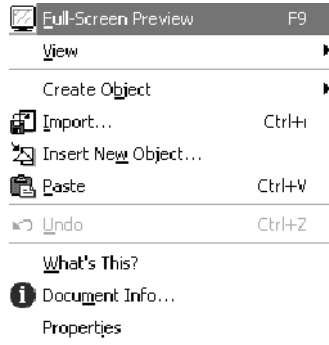 Full-Screen Preview F9
View
Create Object
Import... Ctrl+I
Insert New Object...
Paste Ctrl+V
Undo Ctrl+Z
What's This?
Document Info...
Properties